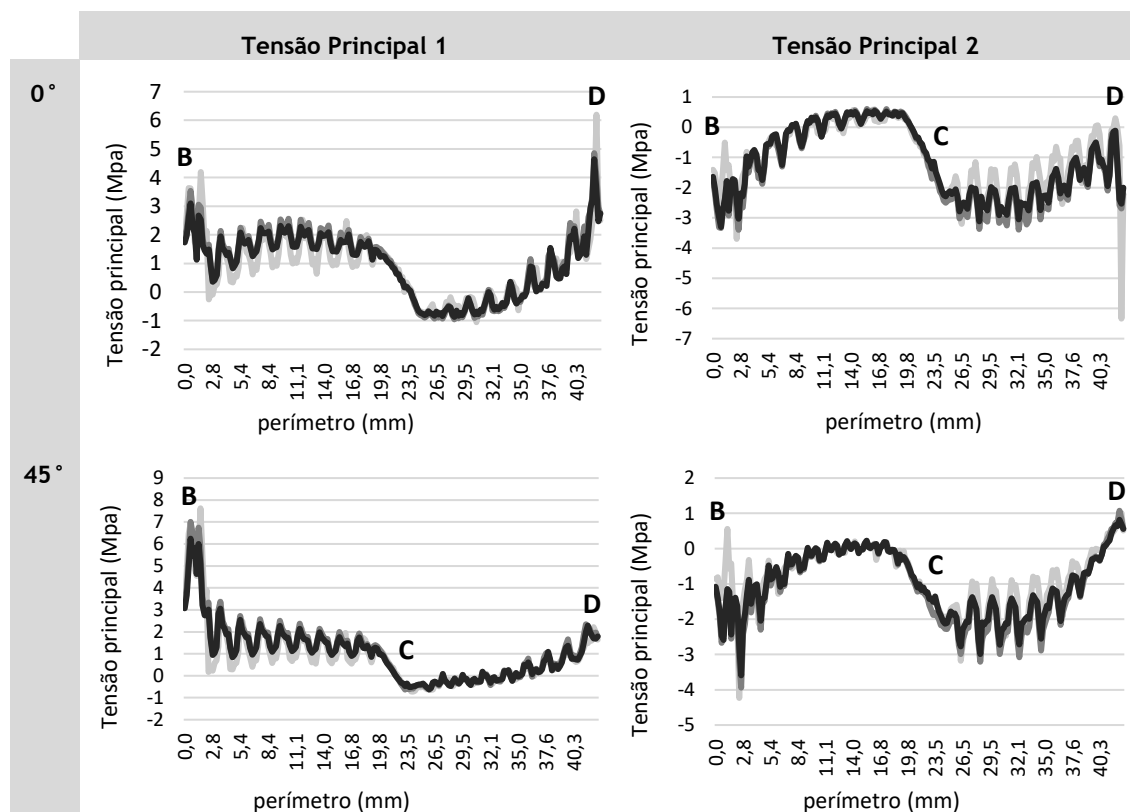 Tensão Principal 1
Tensão Principal 2
0°
Tensão principal (Mpa)
7
6
5
4
3
2
1
0
-1
-2
B
D
0,0 2,8 5,4 8,4 11,1 14,0 16,8 19,8 23,5 26,5 29,5 32,1 35,0 37,6 40,3
perímetro (mm)
Tensão principal (Mpa)
1
0
-1
-2
-3
-4
-5
-6
-7
B
C
D
0,0 2,8 5,4 8,4 11,1 14,0 16,8 19,8 23,5 26,5 29,5 32,1 35,0 37,6 40,3
perímetro (mm)
45°
Tensão principal (Mpa)
9
8
7
6
5
4
3
2
1
0
-1
-2
B
C
D
0,0 2,8 5,4 8,4 11,1 14,0 16,8 19,8 23,5 26,5 29,5 32,1 35,0 37,6 40,3
perímetro (mm)
Tensão principal (Mpa)
2
1
0
-1
-2
-3
-4
-5
B
C
D
0,0 2,8 5,4 8,4 11,1 14,0 16,8 19,8 23,5 26,5 29,5 32,1 35,0 37,6 40,3
perímetro (mm)